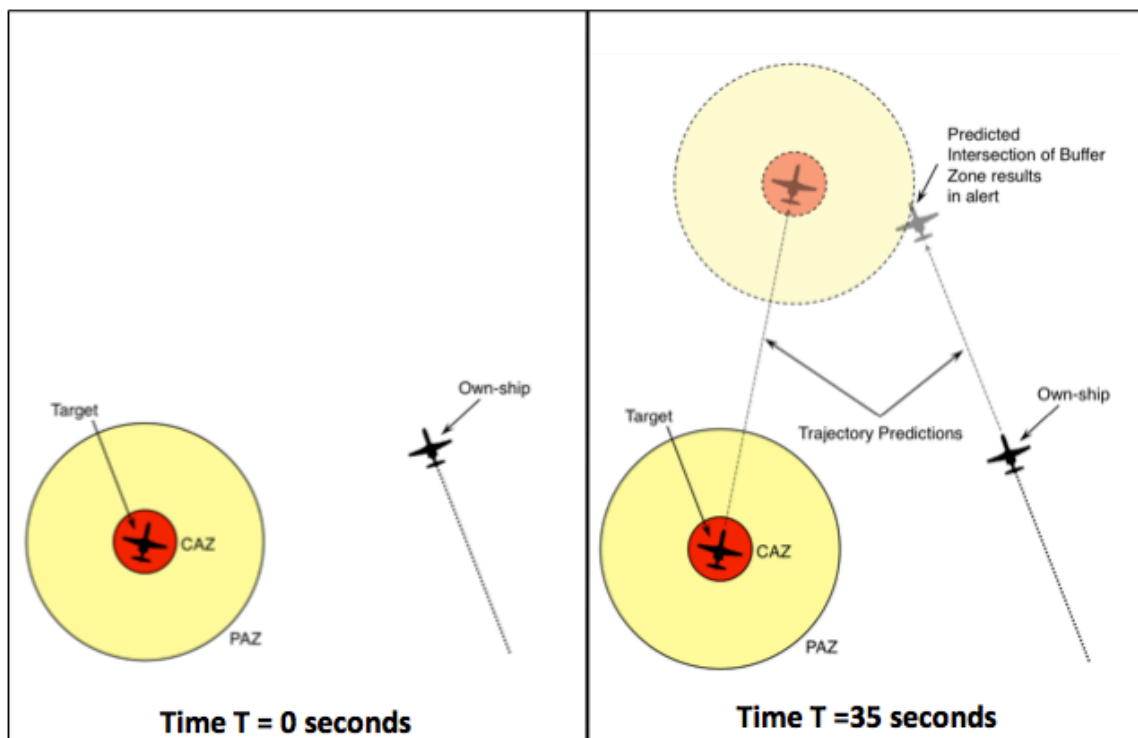 Own-ship
Target
CAZ
PAZ
Time T = 0 seconds
Predicted
Intersection of Buffer
Zone results
in alert
Own-ship
Target
Trajectory Predictions
CAZ
PAZ
Time T =35 seconds